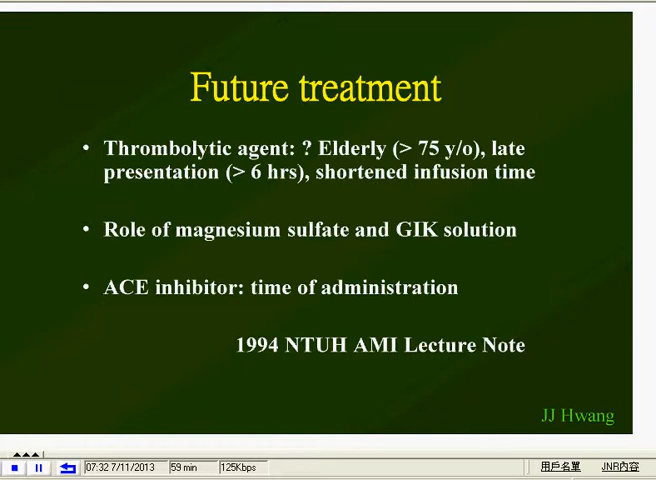 Future treatment
• Thrombolytic agent: ? Elderly (> 75 y/o), late
presentation (> 6 hrs), shortened infusion time
• Role of magnesium sulfate and GIK solution
• ACE inhibitor: time of administration
1994 NTUH AMI Lecture Note
JJ Hwang
07:32 7/11/2013 59 min 125Kbps 用戶名單 JNR內容